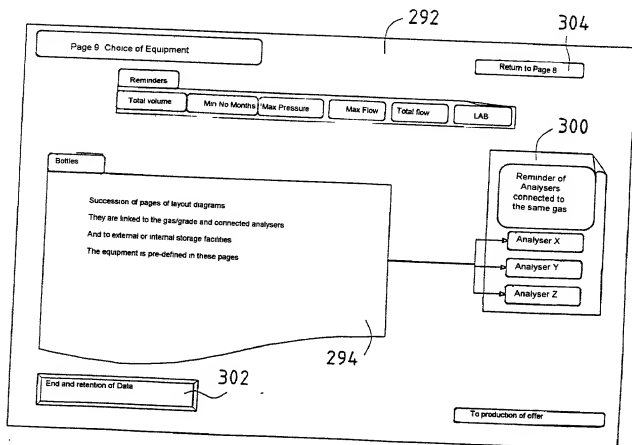 292
304
Page 9 Choice of Equipment
Return to Page 8
Reminders
Total volume
Min No Months
Max Pressure
Max Flow
Total flow
LAB
300
Bottles
Succession of pages of layout diagrams
They are linked to the gas/grade and connected analysers
And to external or internal storage facilities
The equipment is pre-defined in these pages
Reminder of
Analysers
connected to
the same gas
Analyser X
Analyser Y
Analyser Z
294
End and retention of Data
302
To production of offer